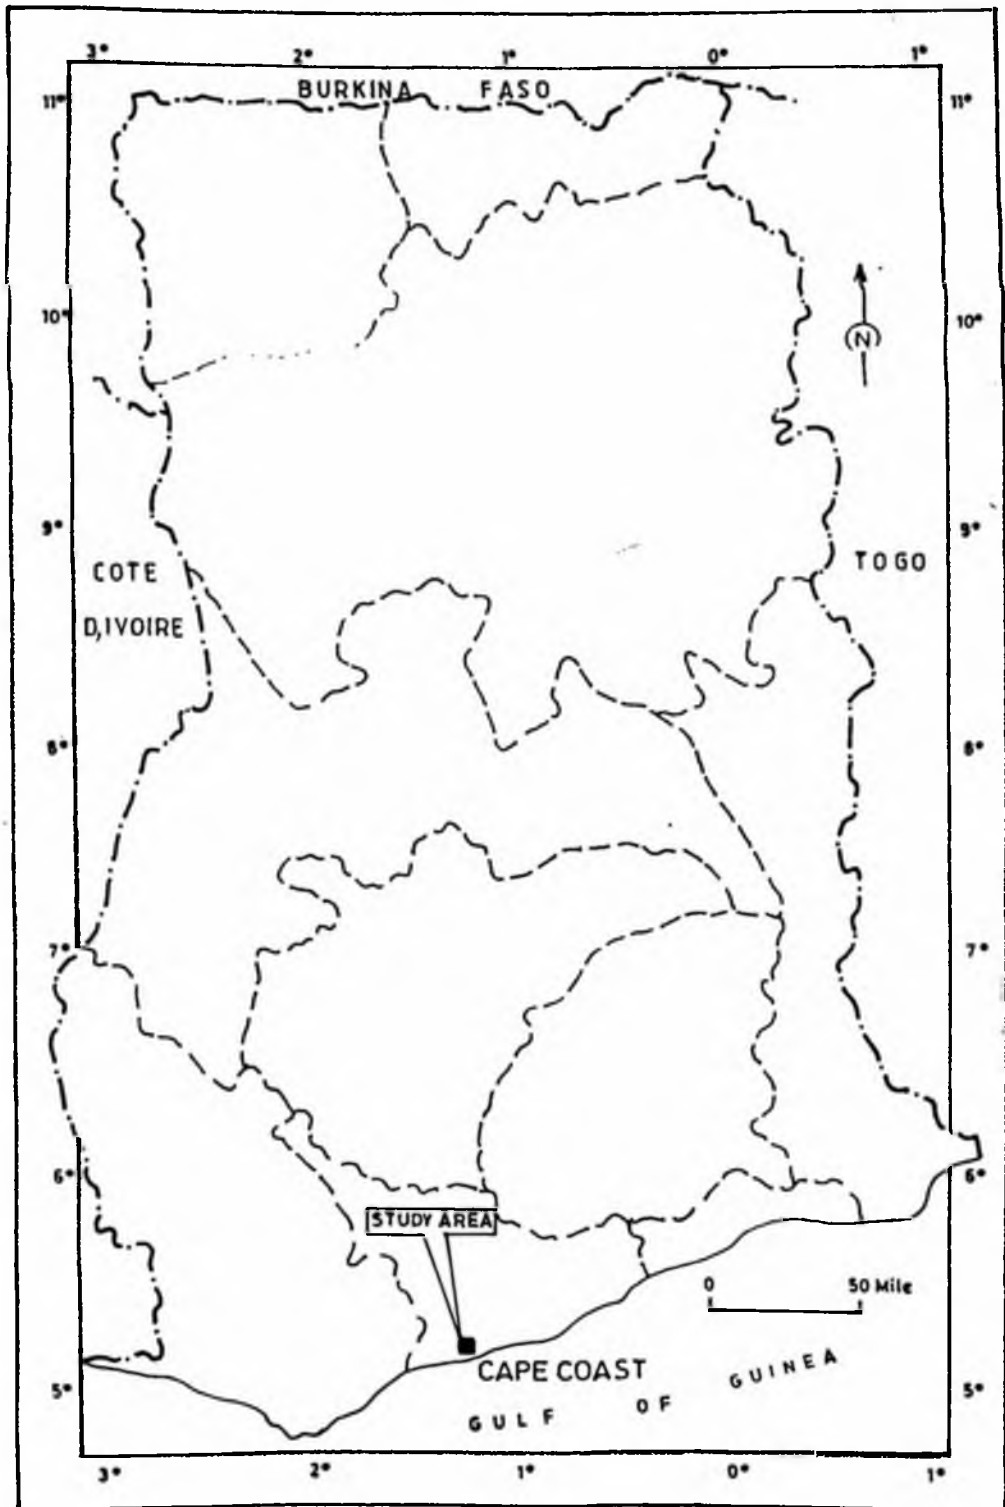 3° 2° 1° 0° 1°
BURKINA FASO
11° 11°
10° 10°
N
9° 9°
COTE
D,IVOIRE
TOGO
8° 8°
7° 7°
6° 6°
STUDY AREA
0 50 Mile
CAPE COAST
GULF OF GUINEA
5° 5°
3° 2° 1° 0° 1°